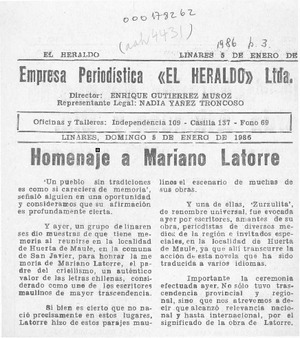 000179262
(aah 7431)
1986 p.3
EL HERALDO LINARES 5 DE ENERO DE
Empresa Periodística «EL HERALDO» Ltda.
Director: ENRIQUE GUTIERREZ MUÑOZ
Representante Legal: NADIA YAÑEZ TRONCOSO
Oficinas y Talleres: Independencia 109 - Casilla 137 - Fono 69
LINARES, DOMINGO 5 DE ENERO DE 1986
Homenaje a Mariano Latorre
'Un pueblo sin tradiciones
es como si careciera de memoria',
señaló alguien en una oportunidad
y consideramos que su afirmación
es profundamente cierta.
Y ayer, un grupo de linaren
ses dio muestras de que tiene me-
moria al reunirse en la localidad
de Huerta de Maule, en la comuna
de San Javier, para honrar la me
moria de Mariano Latorre, el pa
dre del criollismo, un auténtico
valor de las letras chilenas, consi
derado como uno de los escritores
maulinos de mayor trascendencia.
Si bien es cierto que no na
ció precisamente en estos lugares,
Latorre hizo de estos parajes mau-
linos el escenario de muchas de
sus obras.
Y una de ellas, 'Zurzulita',
de renombre universal, fue evocada
ayer por escritores, amantes de su
obra, periodistas de diversos me-
dios de la región e invitados espe
ciales, en la localidad de Huerta
de Maule, ya que allí transcurre la
acción de esta novela que ha sido
traducida a varios idiomas.
Importante la ceremonia
efectuada ayer. No sólo tuvo tras
cendencia provincial y regio-
nal, sino que nos atrevemos a de-
cir que alcanzó relevancia nacio-
nal y hasta internacional, por el
significado de la obra de Latorre.